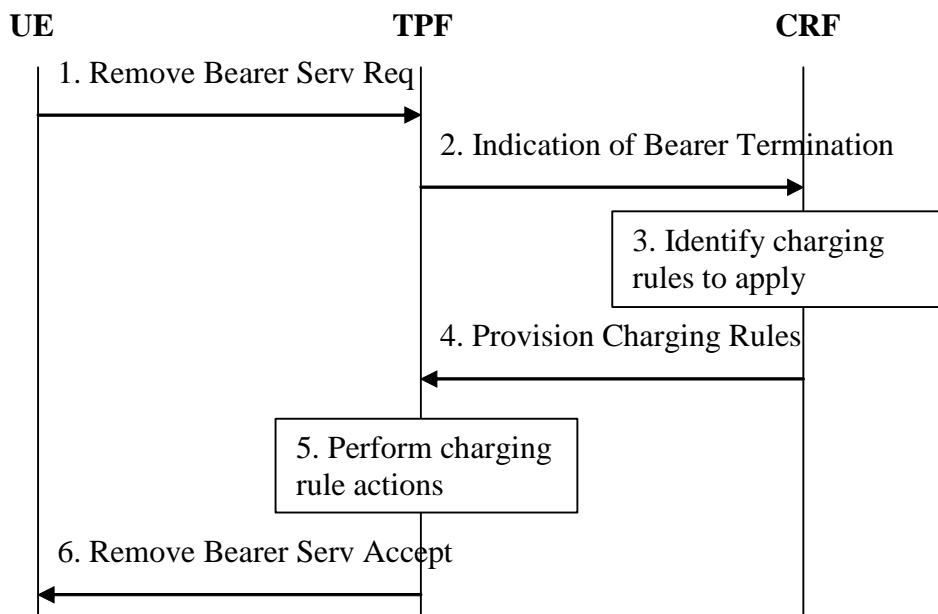 UE TPF CRF
1. Remove Bearer Serv Req
2. Indication of Bearer Termination
3. Identify charging
rules to apply
4. Provision Charging Rules
5. Perform charging
rule actions
6. Remove Bearer Serv Accept